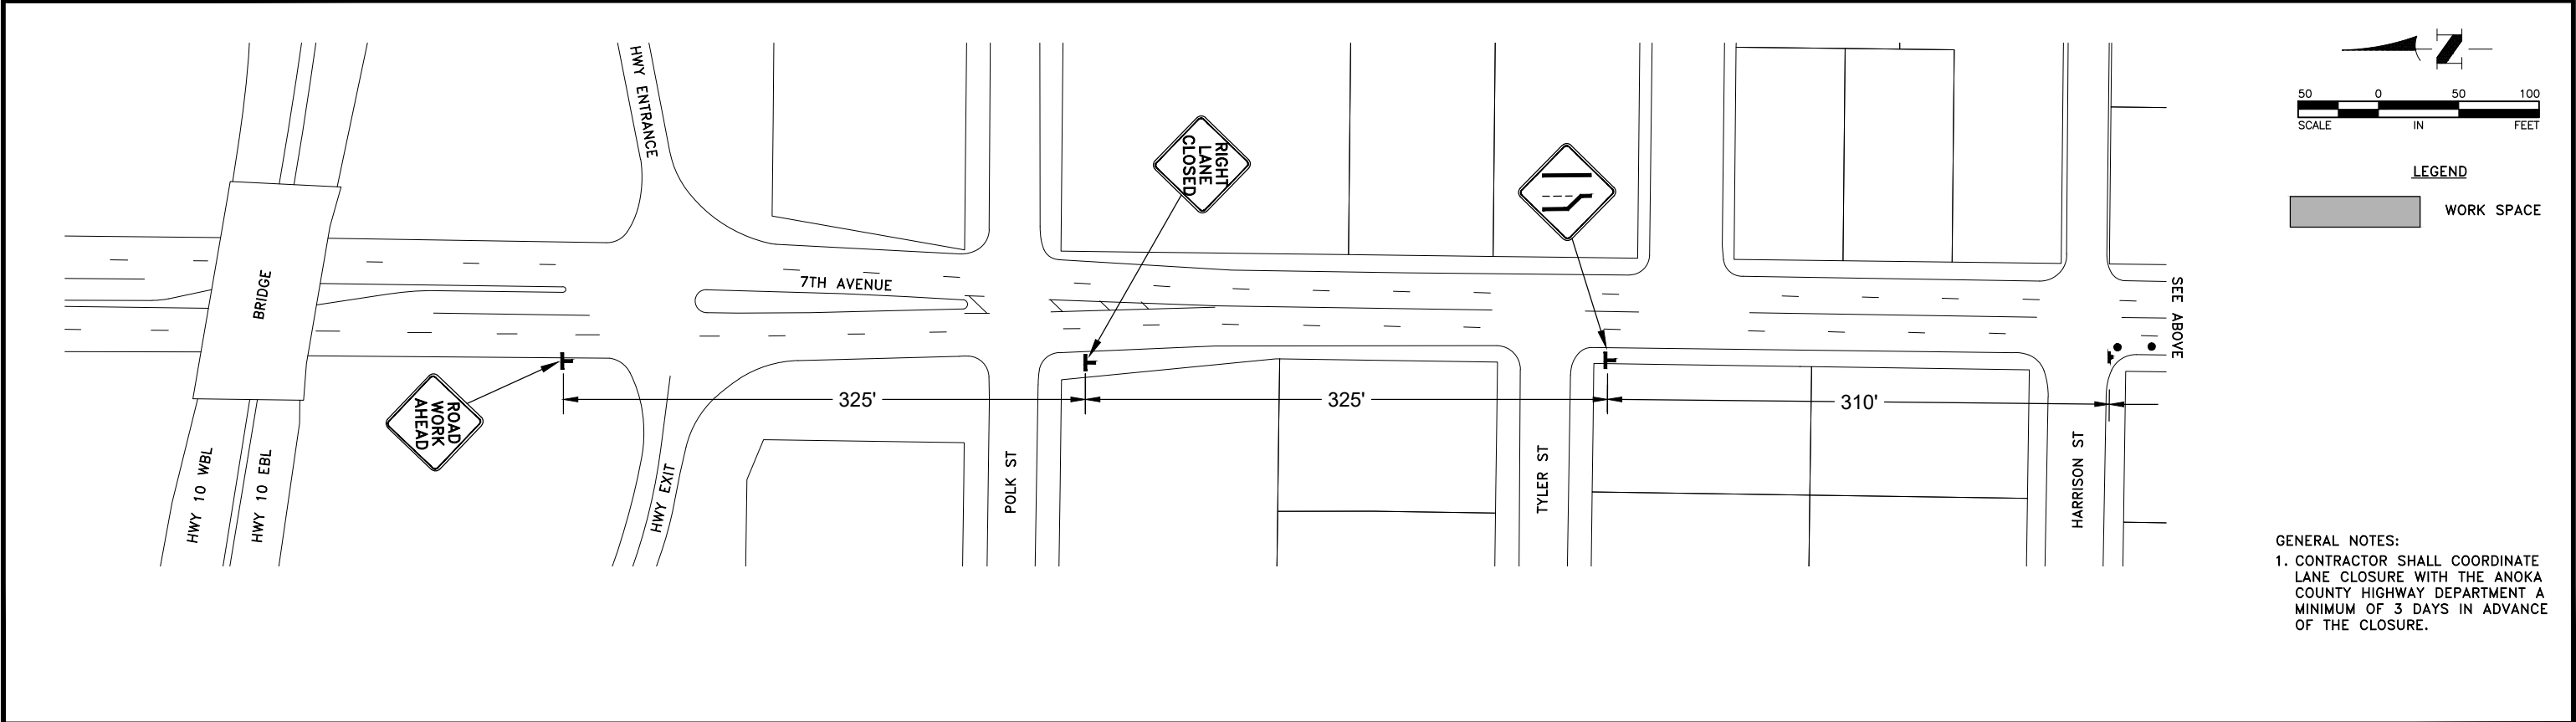 HWY ENTRANCE
RIGHT
LANE
CLOSED
BRIDGE
7TH AVENUE
ROAD
WORK
AHEAD
325'
325'
310'
HWY 10 WBL
HWY 10 EBL
HWY EXIT
POLK ST
TYLER ST
HARRISON ST
SEE ABOVE
N
50 0 50 100
SCALE IN FEET
LEGEND
WORK SPACE
GENERAL NOTES:
1. CONTRACTOR SHALL COORDINATE
LANE CLOSURE WITH THE ANOKA
COUNTY HIGHWAY DEPARTMENT A
MINIMUM OF 3 DAYS IN ADVANCE
OF THE CLOSURE.